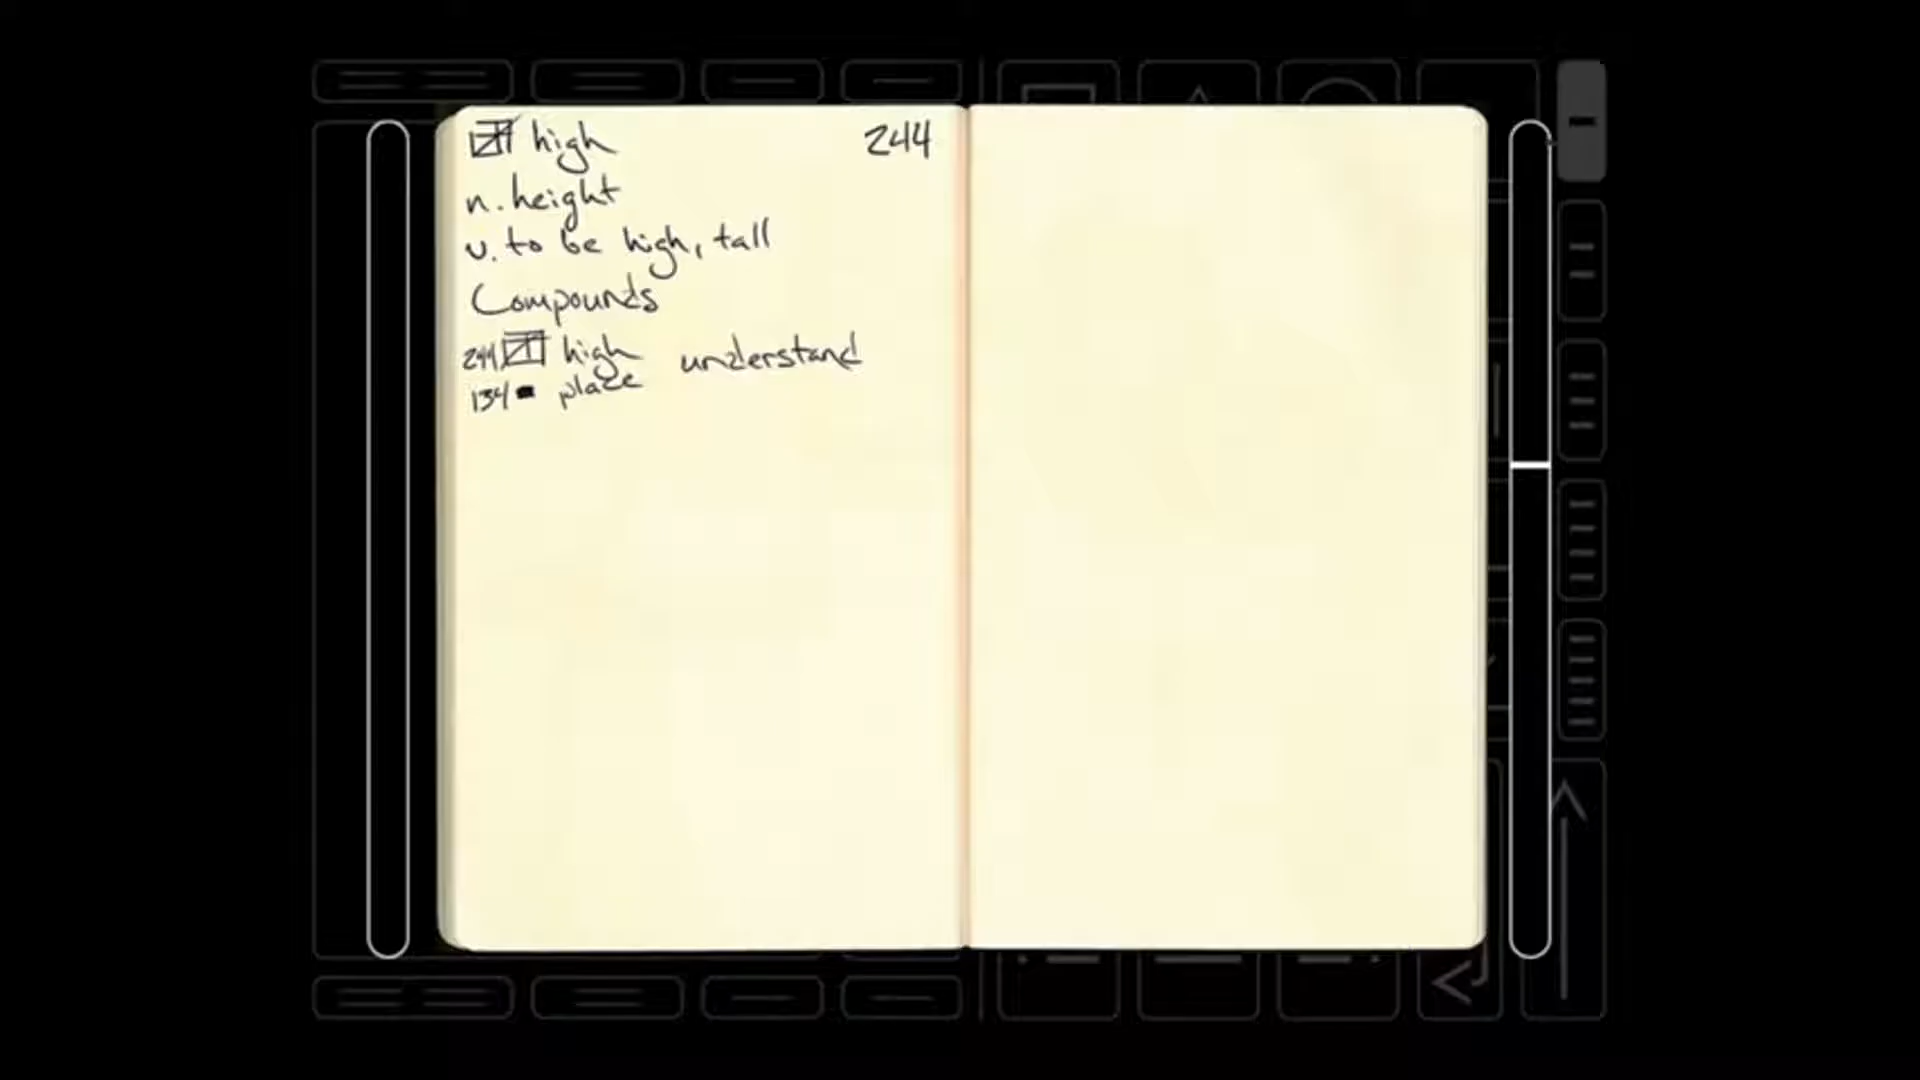 high 244
n. height
v. to be high, tall
Compounds
244 high understand
134 place